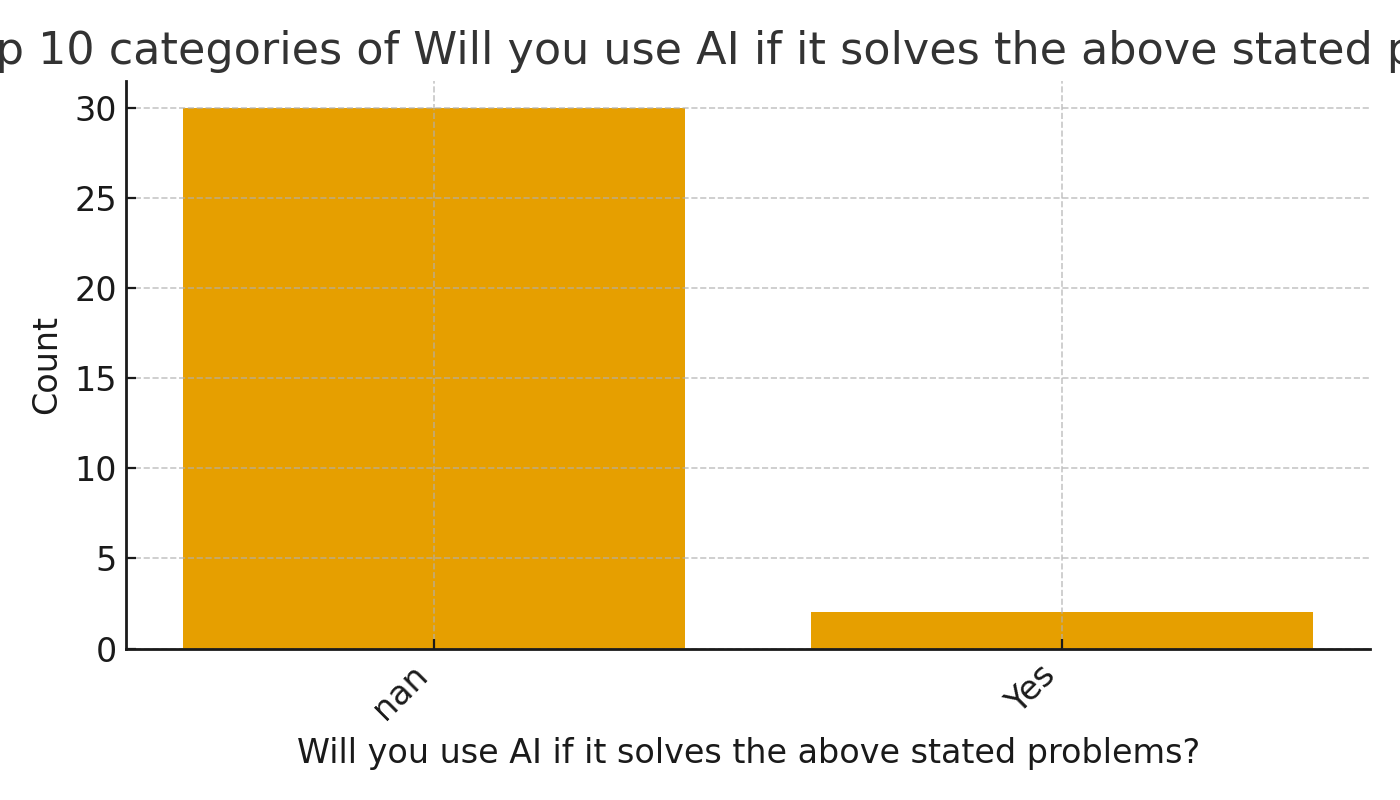 p 10 categories of Will you use AI if it solves the above stated p
30
25
20
15
10
5
0
Count
nan
Yes
Will you use AI if it solves the above stated problems?